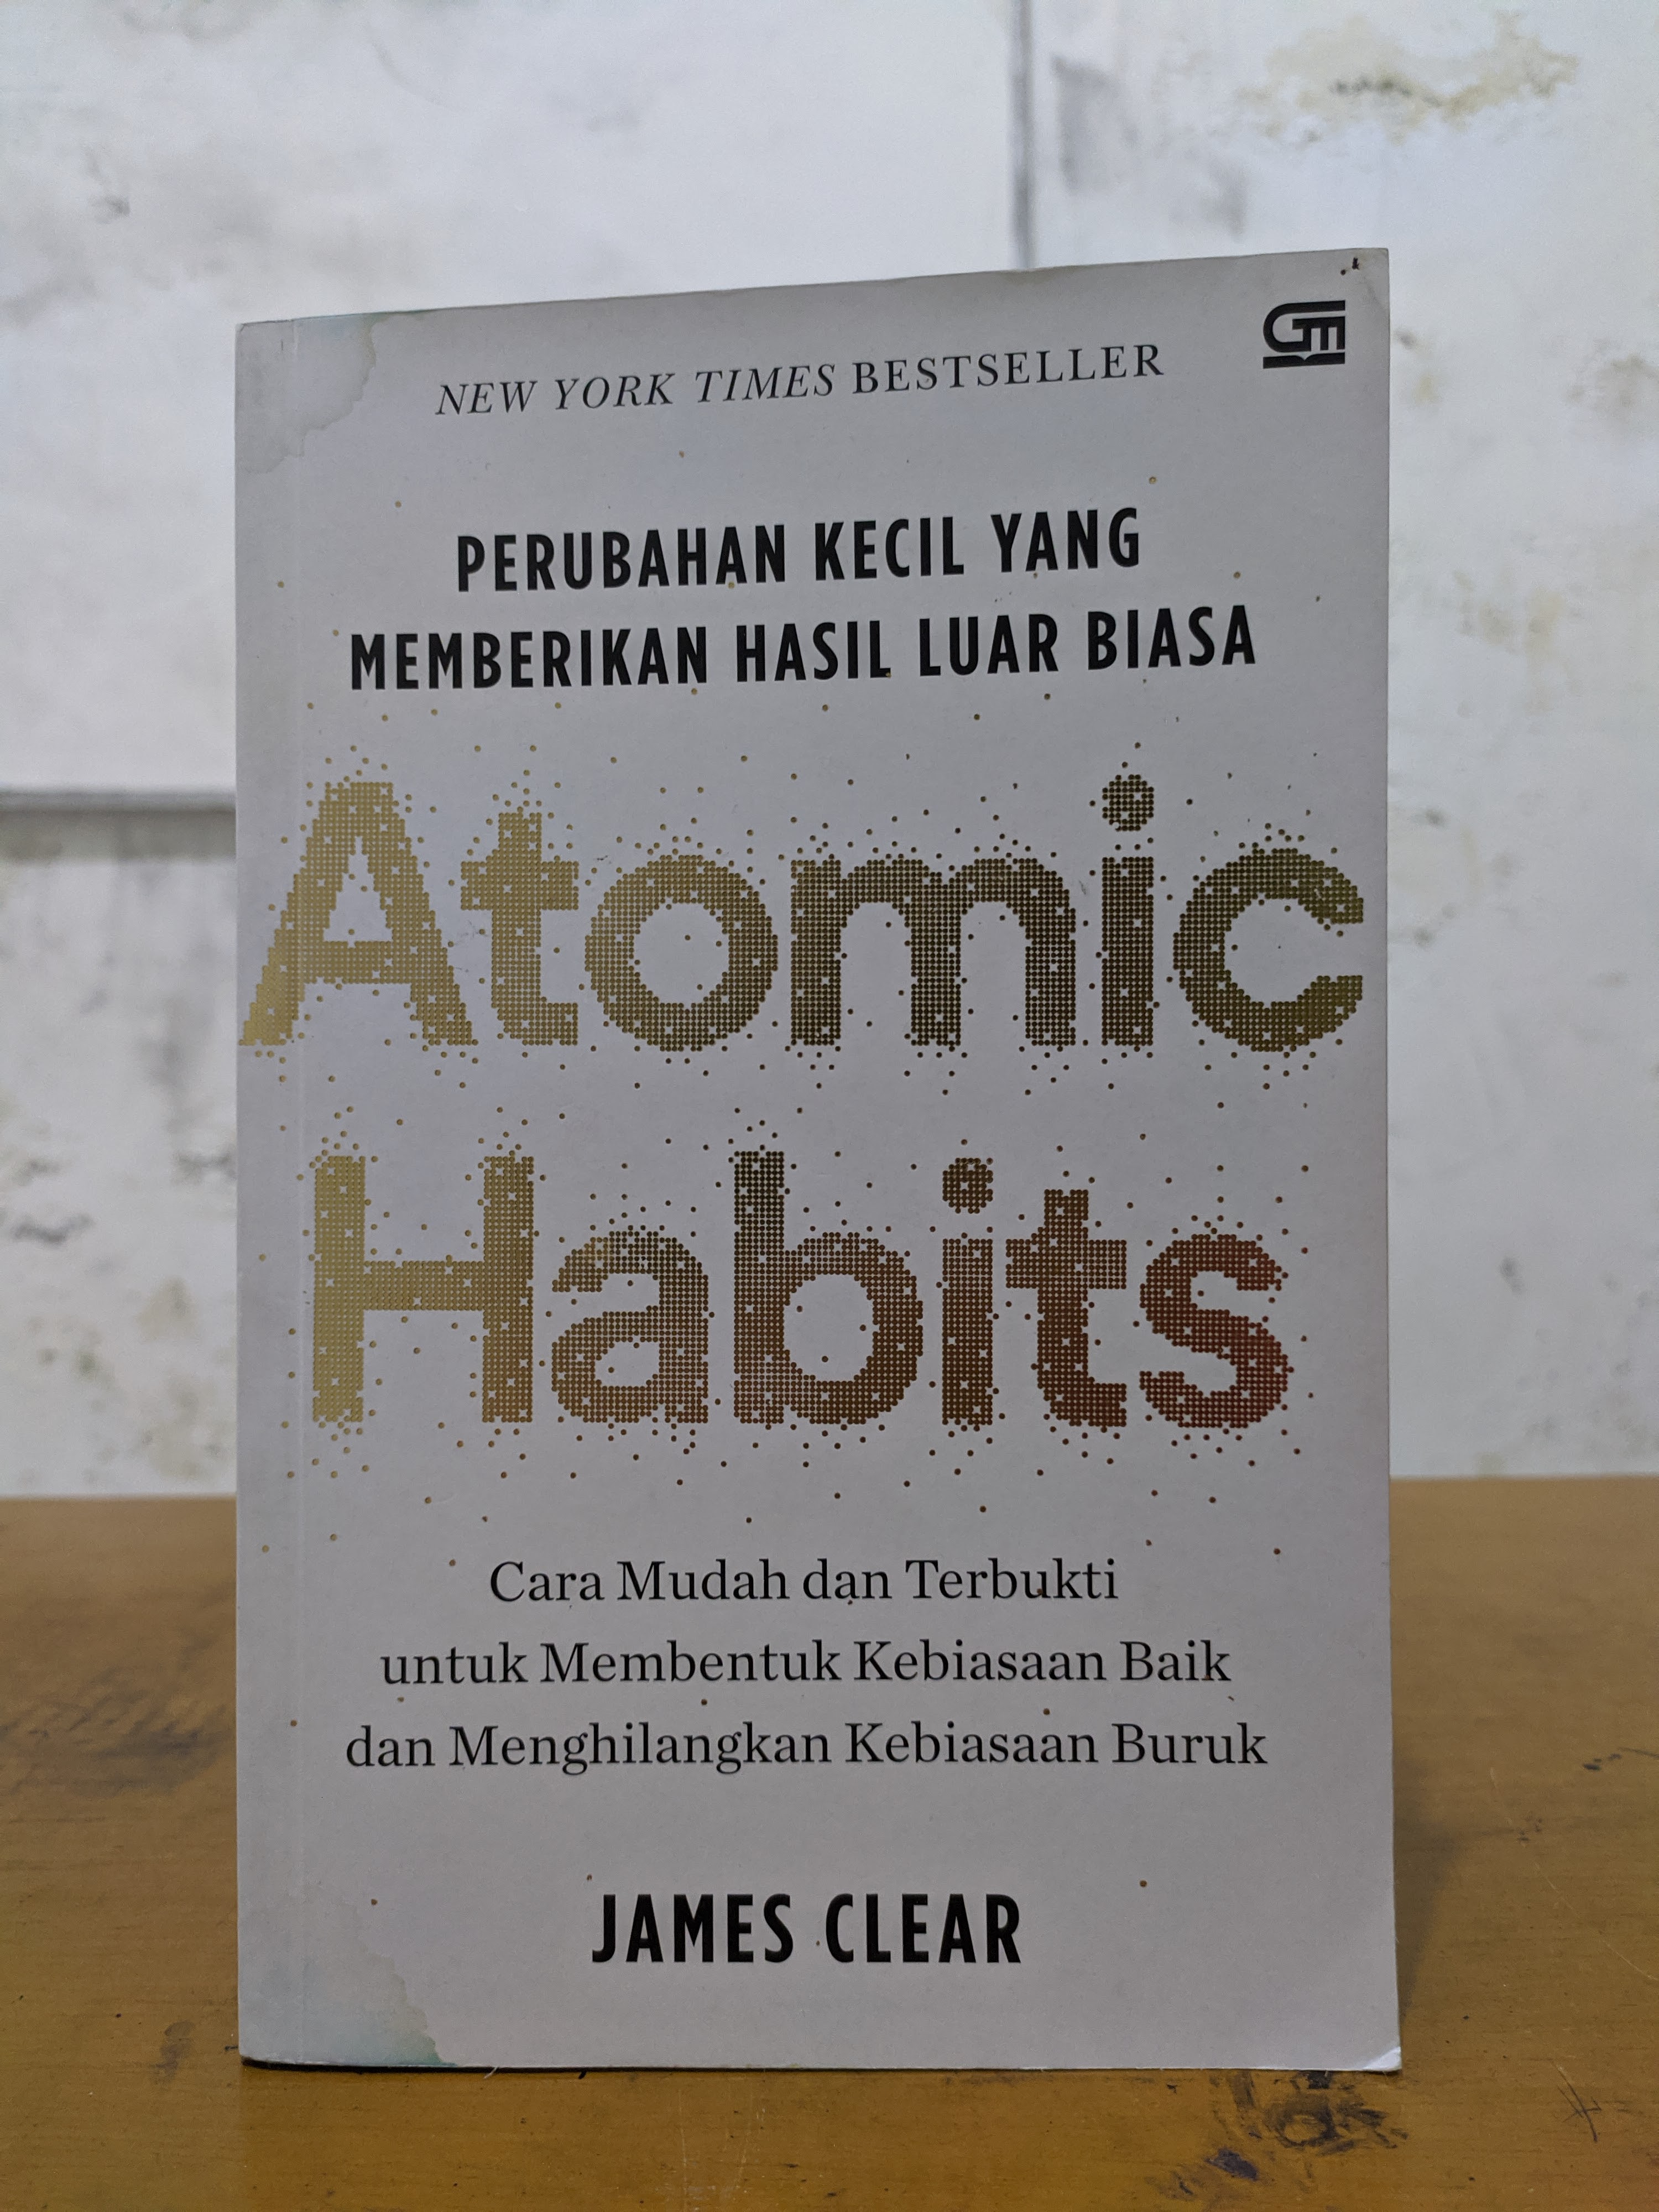 NEW YORK TIMES BESTSELLER
GM
PERUBAHAN KECIL YANG
MEMBERIKAN HASIL LUAR BIASA
Atomic
Habits
Cara Mudah dan Terbukti
untuk Membentuk Kebiasaan Baik
dan Menghilangkan Kebiasaan Buruk
JAMES CLEAR